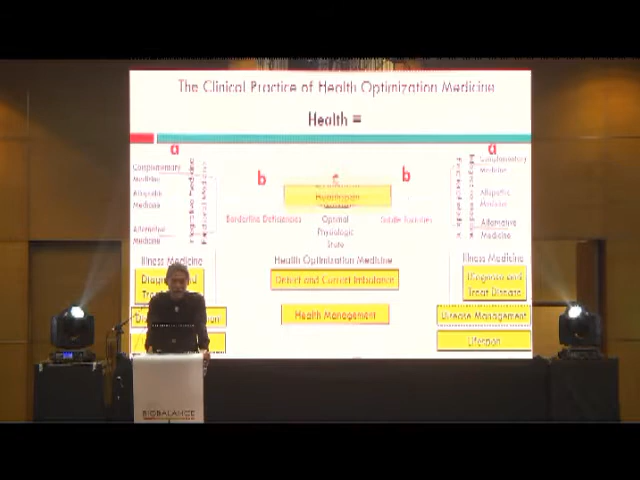 The Clinical Practice of Health Optimization Medicine
Health =
a
a
b
c
b
Complementary
Medicine
Allopathic
Medicine
Alternative
Medicine
Borderline Deficiencies
Optimal
Physiologic
State
Subtle Toxicities
Complementary
Medicine
Allopathic
Medicine
Alternative
Medicine
Illness Medicine
Health Optimization Medicine
Illness Medicine
Detect and Correct Imbalance
Diagnose and
Treat Disease
Health Management
Disease Management
BIOBALANCE